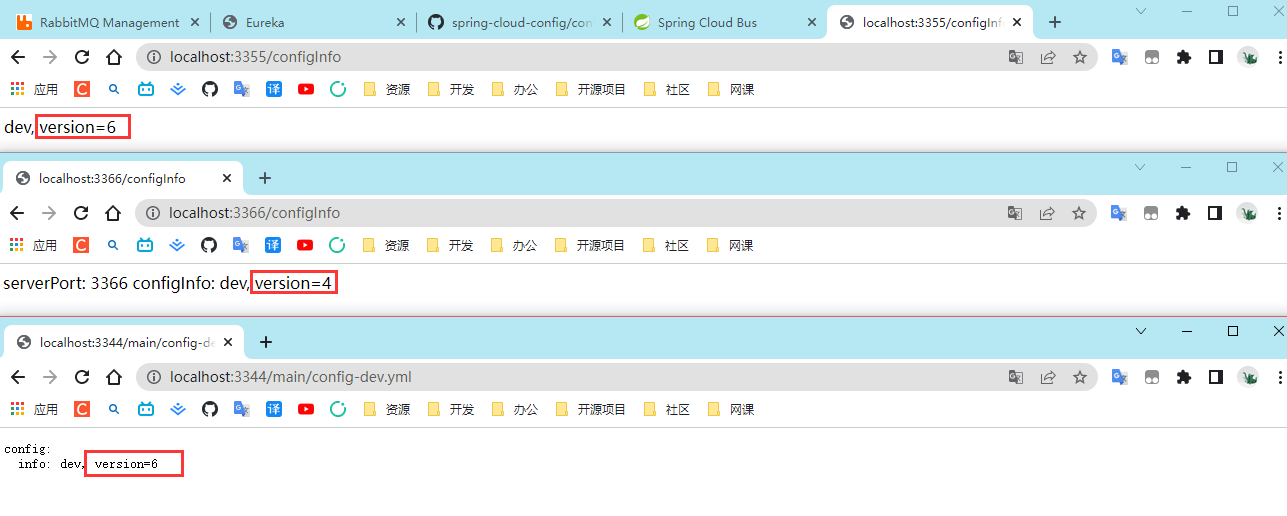 RabbitMQ Management
Eureka
spring-cloud-config/con
Spring Cloud Bus
localhost:3355/configInf
localhost:3355/configInfo
应用
资源
开发
办公
开源项目
社区
网课
dev,version=6
localhost:3366/configInfo
localhost:3366/configInfo
应用
资源
开发
办公
开源项目
社区
网课
serverPort: 3366 configInfo: dev,version=4
localhost:3344/main/config-de
localhost:3344/main/config-dev.yml
应用
资源
开发
办公
开源项目
社区
网课
config:
info: dev, version=6